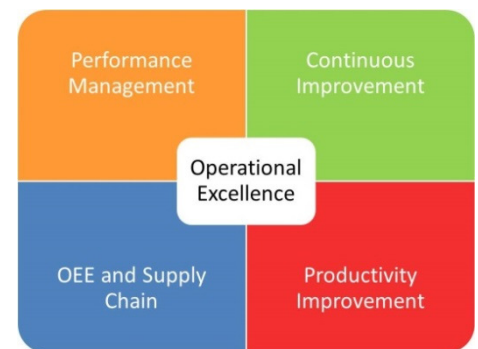 Performance
Management
Continuous
Improvement
Operational
Excellence
OEE and Supply
Chain
Productivity
Improvement